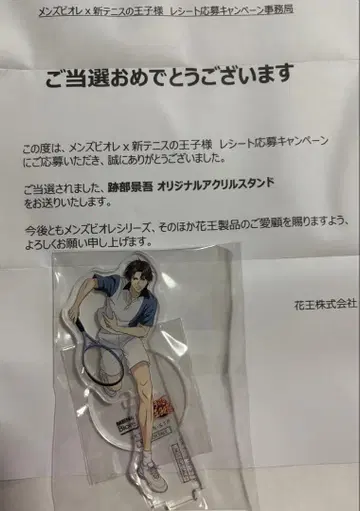 メンズビオレ x 新テニスの王子様　レシート応募キャンペーン事務局
ご当選おめでとうございます
この度は、メンズビオレ x 新テニスの王子様 レシート応募キャンペーン
にご応募いただき、誠にありがとうございました。
ご当選されました、跡部景吾 オリジナルアクリルスタンド
をお送りいたします。
今後ともメンズビオレシリーズ、そのほか花王製品のご愛顧を賜りますよう、
よろしくお願い申し上げます。
花王株式会社